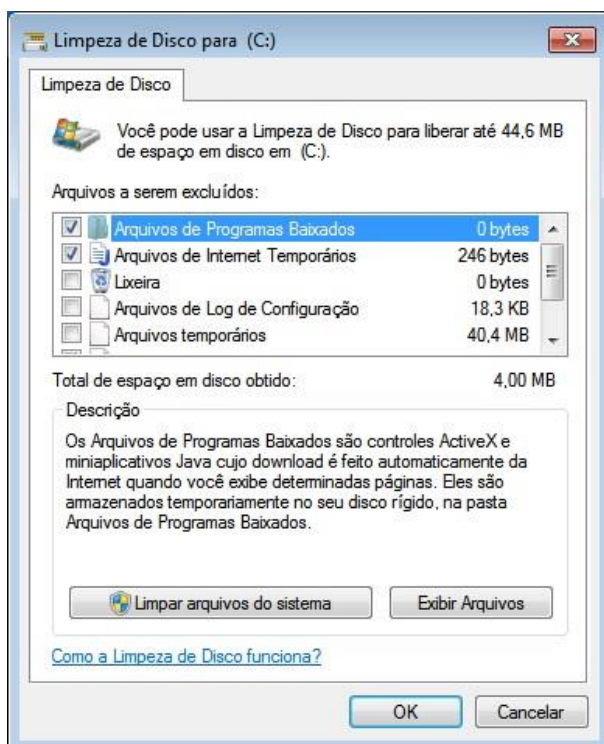 Limpeza de Disco para (C:)
Limpeza de Disco
Você pode usar a Limpeza de Disco para liberar até 44,6 MB
de espaço em disco em (C:).
Arquivos a serem excluídos:
Arquivos de Programas Baixados 0 bytes
Arquivos de Internet Temporários 246 bytes
Lixeira 0 bytes
Arquivos de Log de Configuração 18,3 KB
Arquivos temporários 40,4 MB
Total de espaço em disco obtido: 4,00 MB
Descrição
Os Arquivos de Programas Baixados são controles ActiveX e
miniaplicativos Java cujo download é feito automaticamente da
Internet quando você exibe determinadas páginas. Eles são
armazenados temporariamente no seu disco rígido, na pasta
Arquivos de Programas Baixados.
Limpar arquivos do sistema Exibir Arquivos
Como a Limpeza de Disco funciona?
OK Cancelar